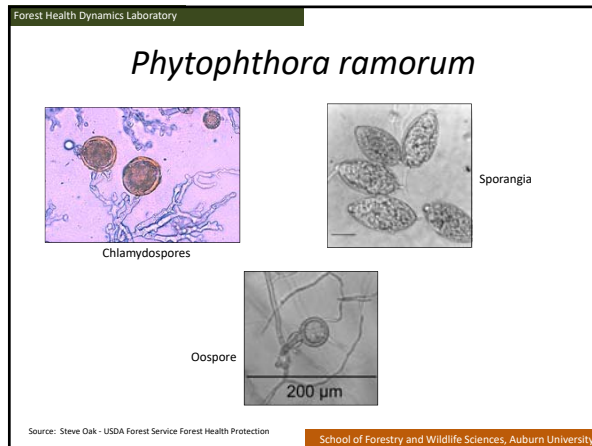 Forest Health Dynamics Laboratory
Phytophthora ramorum
Chlamydospores
Sporangia
Oospore
200 µm
Source: Steve Oak - USDA Forest Service Forest Health Protection
School of Forestry and Wildlife Sciences, Auburn University